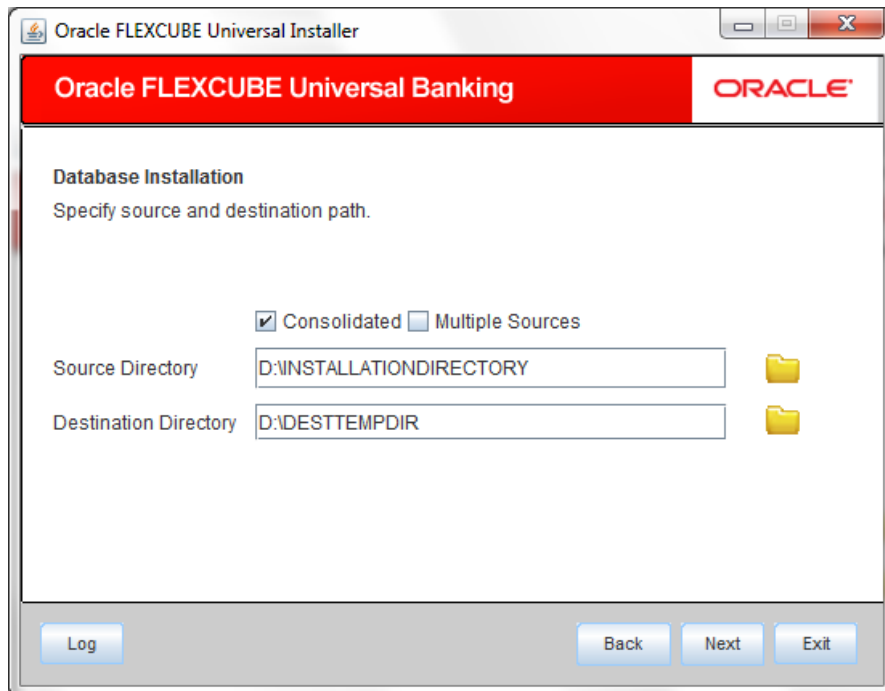 Oracle FLEXCUBE Universal Installer
Oracle FLEXCUBE Universal Banking
ORACLE®
Database Installation
Specify source and destination path.
Consolidated Multiple Sources
Source Directory D:\INSTALLATIONDIRECTORY
Destination Directory D:\DESTTEMPDIR
Log Back Next Exit